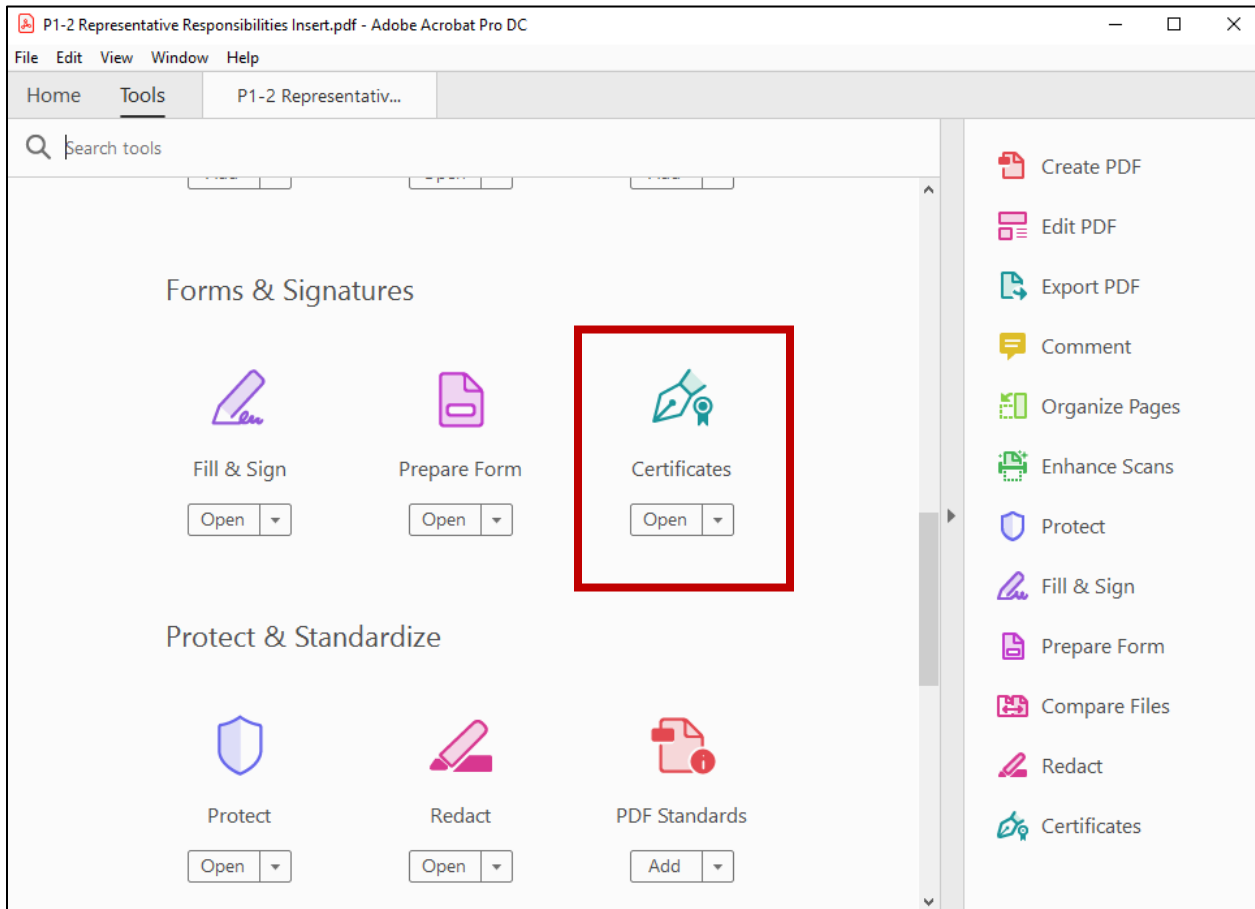 P1-2 Representative Responsibilities Insert.pdf - Adobe Acrobat Pro DC
File Edit View Window Help
Home Tools P1-2 Representativ...
Search tools
Add Open Add
Forms & Signatures
Fill & Sign Prepare Form Certificates
Open Open Open
Protect & Standardize
Protect Redact PDF Standards
Open Open Add
Create PDF
Edit PDF
Export PDF
Comment
Organize Pages
Enhance Scans
Protect
Fill & Sign
Prepare Form
Compare Files
Redact
Certificates